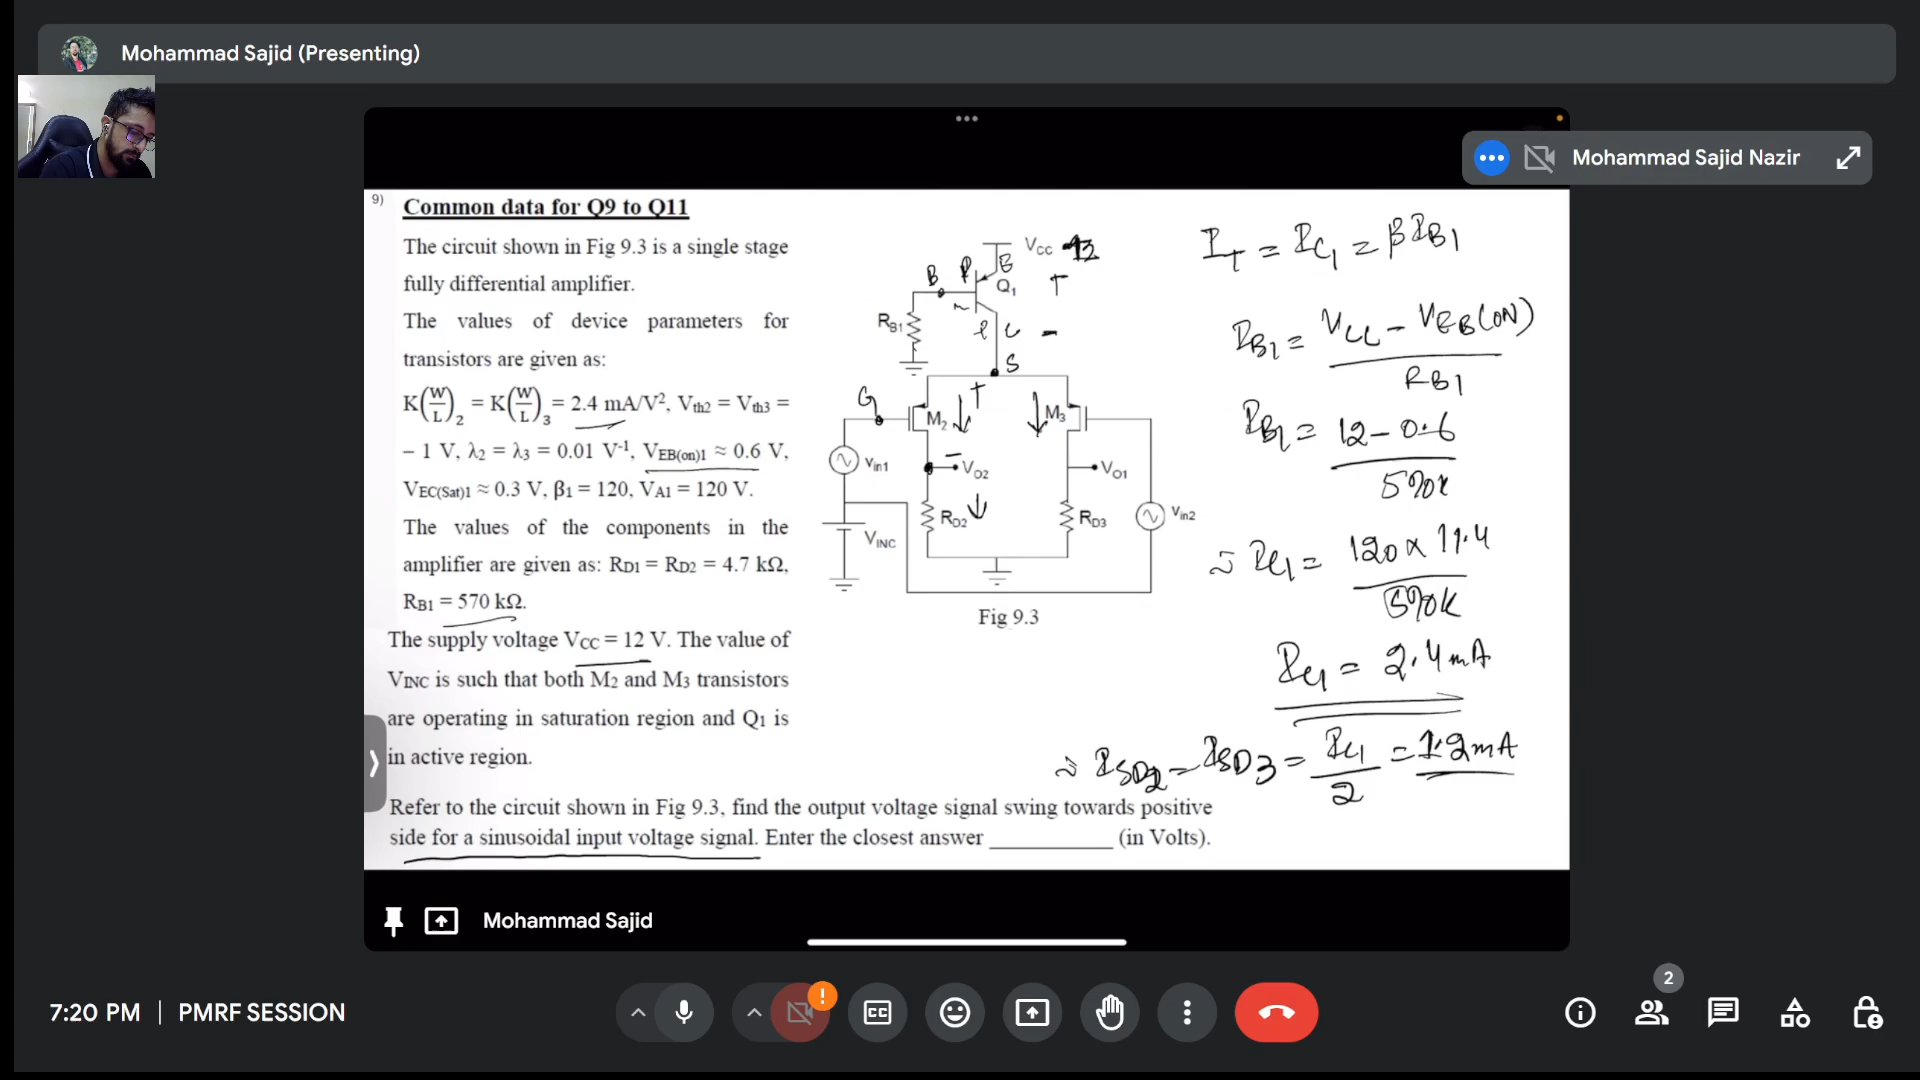 Mohammad Sajid (Presenting)
Mohammad Sajid Nazir
9)
Common data for Q9 to Q11
The circuit shown in Fig 9.3 is a single stage
fully differential amplifier.
The values of device parameters for
transistors are given as:
K(W/L)₂ = K(W/L)₃ = 2.4 mA/V², Vth2 = Vth3 =
– 1 V, λ2 = λ3 = 0.01 V⁻¹, VEB(on)1 ≈ 0.6 V,
VEC(Sat)1 ≈ 0.3 V, β1 = 120, VA1 = 120 V.
The values of the components in the
amplifier are given as: RD1 = RD2 = 4.7 kΩ,
RB1 = 570 kΩ.
The supply voltage VCC = 12 V. The value of
VINC is such that both M2 and M3 transistors
are operating in saturation region and Q1 is
in active region.
Refer to the circuit shown in Fig 9.3, find the output voltage signal swing towards positive
side for a sinusoidal input voltage signal. Enter the closest answer ____________ (in Volts).
VCC 12
B P E
Q1 +
RB1
C –
S
G
M2 + M3
Vin1 – VO2 VO1
RD2 RD3 Vin2
VINC
Fig 9.3
IT = IC1 = βIB1
IB1 = VCC – VEB(ON) / RB1
IB1 = 12 – 0.6 / 570k
∴ IC1 = 120 × 11.4 / 570k
IC1 = 2.4mA
∴ ISD2 = ISD3 = IC1 / 2 = 1.2mA
Mohammad Sajid
7:20 PM | PMRF SESSION
CC
!
2